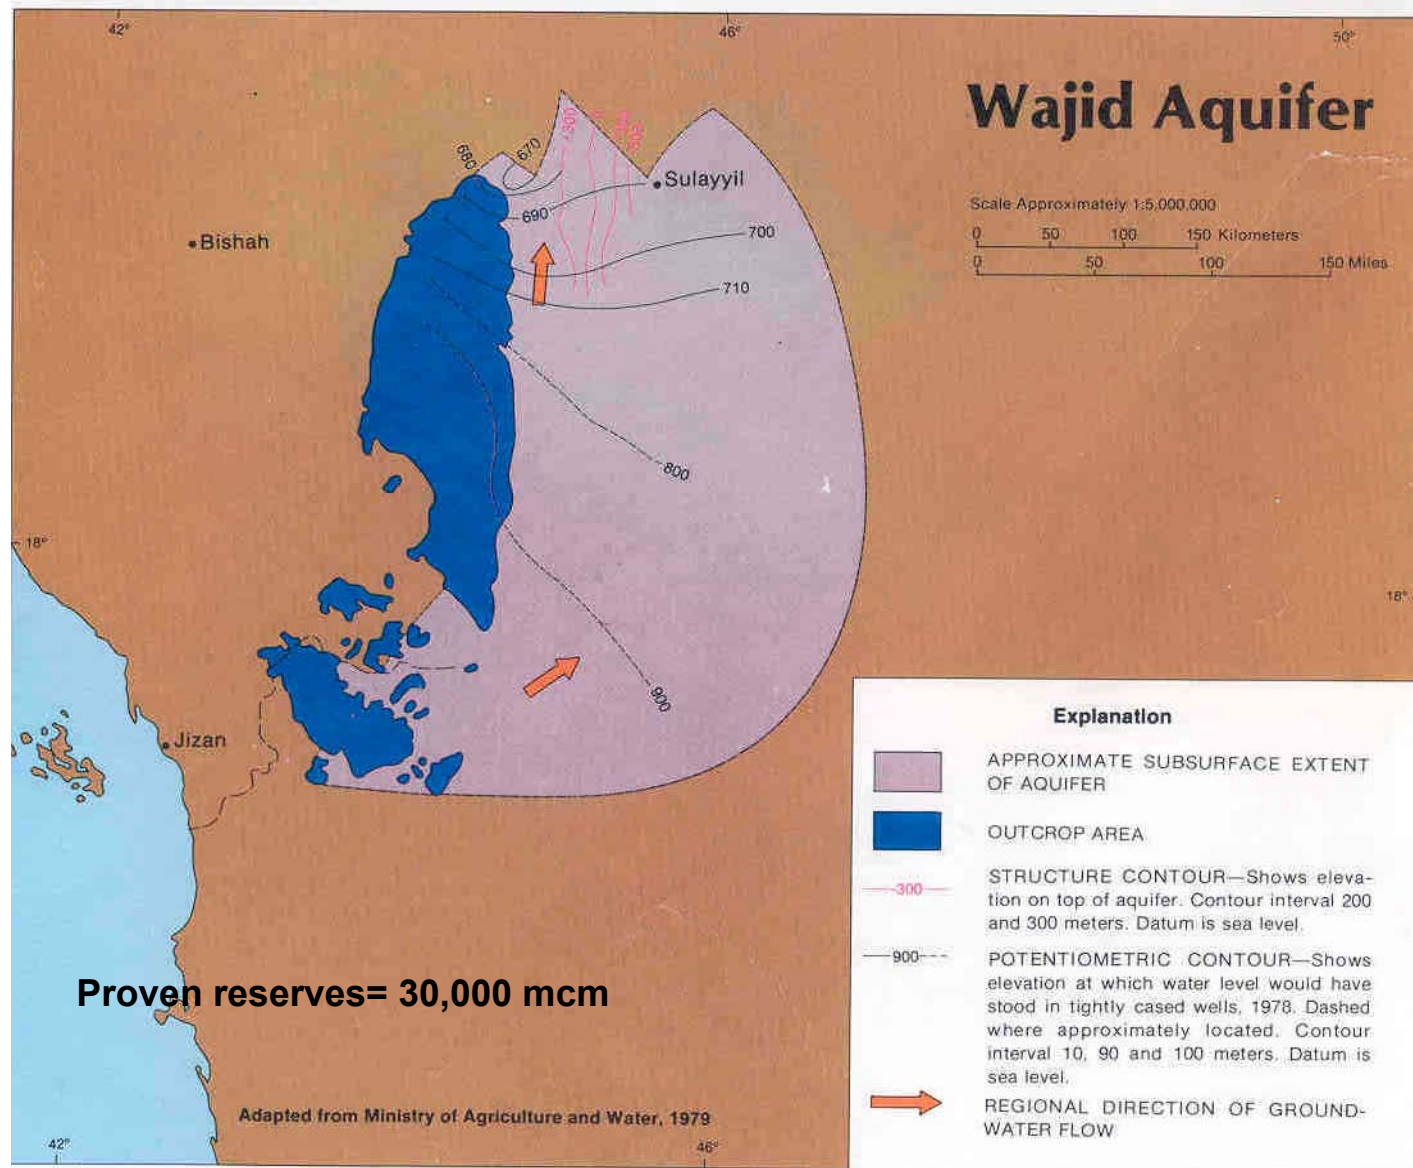 42°
46°
50°
Wajid Aquifer
Scale Approximately 1:5,000,000
0 50 100 150 Kilometers
0 50 100 150 Miles
680
670
300
500
Sulayyil
Bishah
690
700
710
800
900
18°
18°
Jizan
Explanation
APPROXIMATE SUBSURFACE EXTENT
OF AQUIFER
OUTCROP AREA
300
STRUCTURE CONTOUR—Shows eleva-
tion on top of aquifer. Contour interval 200
and 300 meters. Datum is sea level.
900
POTENTIOMETRIC CONTOUR—Shows
elevation at which water level would have
stood in tightly cased wells, 1978. Dashed
where approximately located. Contour
interval 10, 90 and 100 meters. Datum is
sea level.
REGIONAL DIRECTION OF GROUND-
WATER FLOW
Proven reserves= 30,000 mcm
Adapted from Ministry of Agriculture and Water, 1979
42°
46°